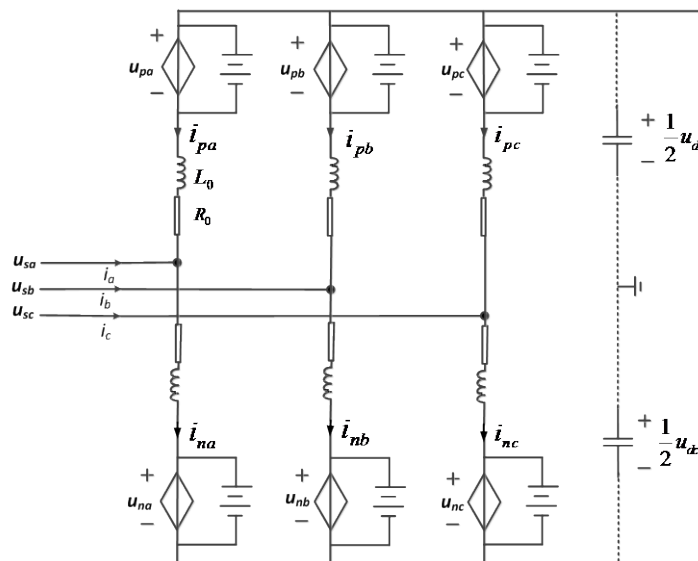 + + +
u_pa u_pb u_pc
− − −
i_pa i_pb i_pc
L_0
R_0
+ 1/2 u_d
−
u_sa
i_a
u_sb
i_b
u_sc
i_c
i_na i_nb i_nc
+ + +
u_na u_nb u_nc
− − −
+ 1/2 u_dc
−